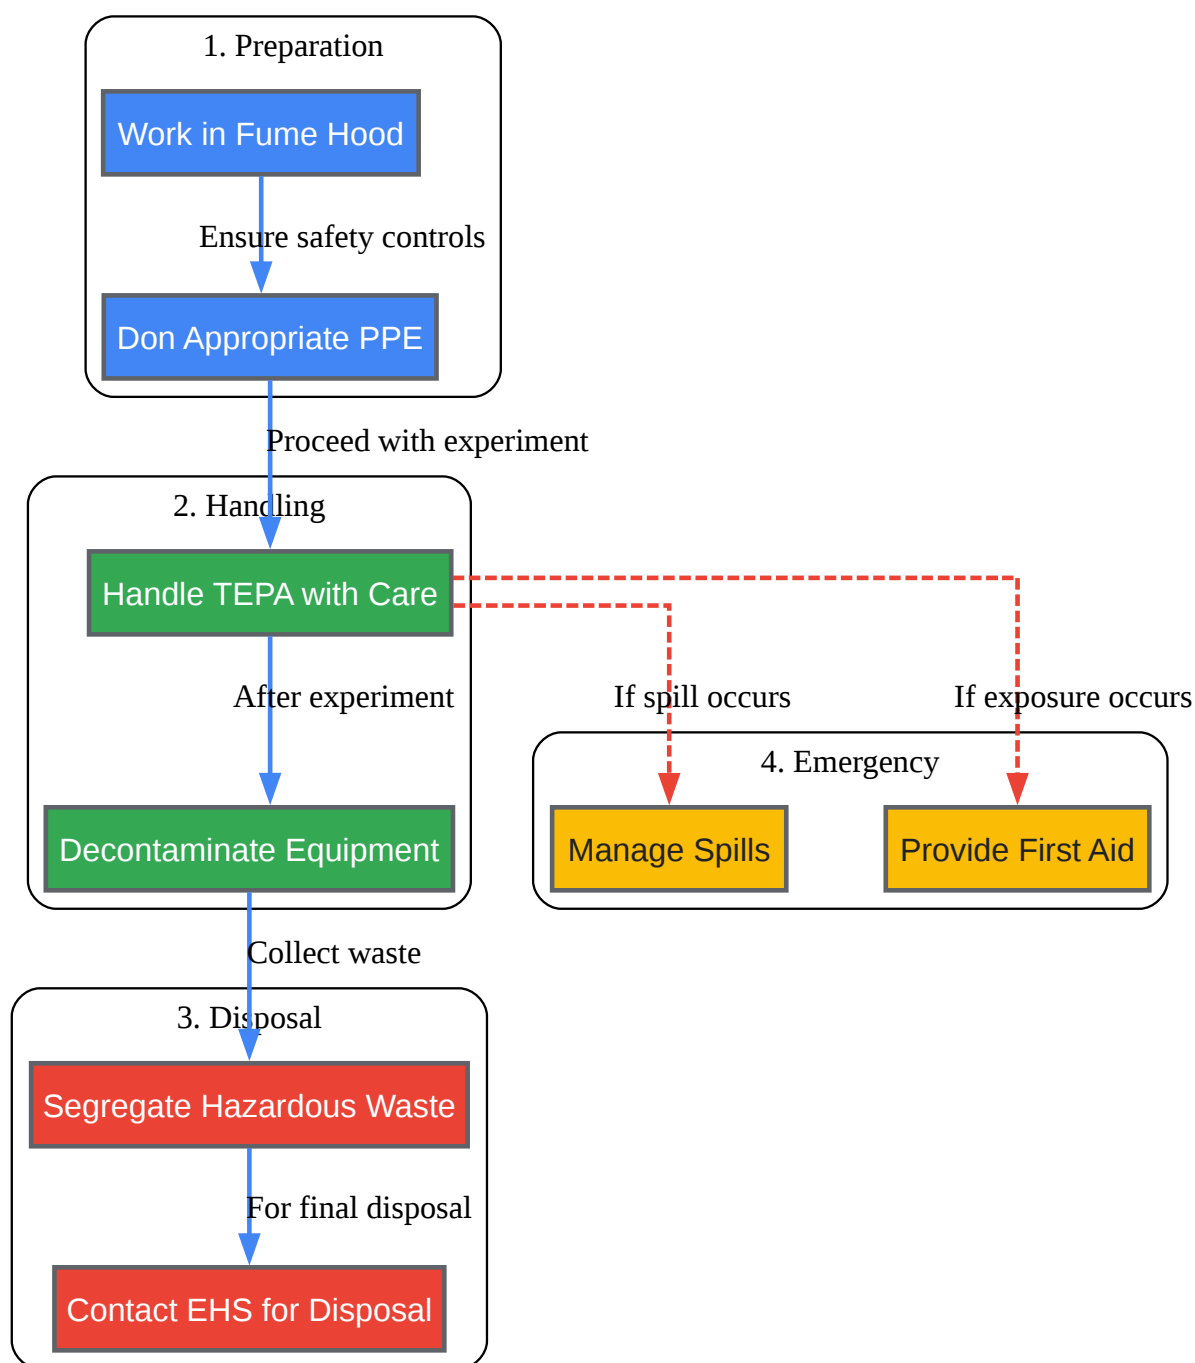 1. Preparation
Work in Fume Hood
Ensure safety controls
Don Appropriate PPE
Proceed with experiment
2. Handling
Handle TEPA with Care
After experiment
If spill occurs
If exposure occurs
4. Emergency
Decontaminate Equipment
Manage Spills
Provide First Aid
Collect waste
3. Disposal
Segregate Hazardous Waste
For final disposal
Contact EHS for Disposal